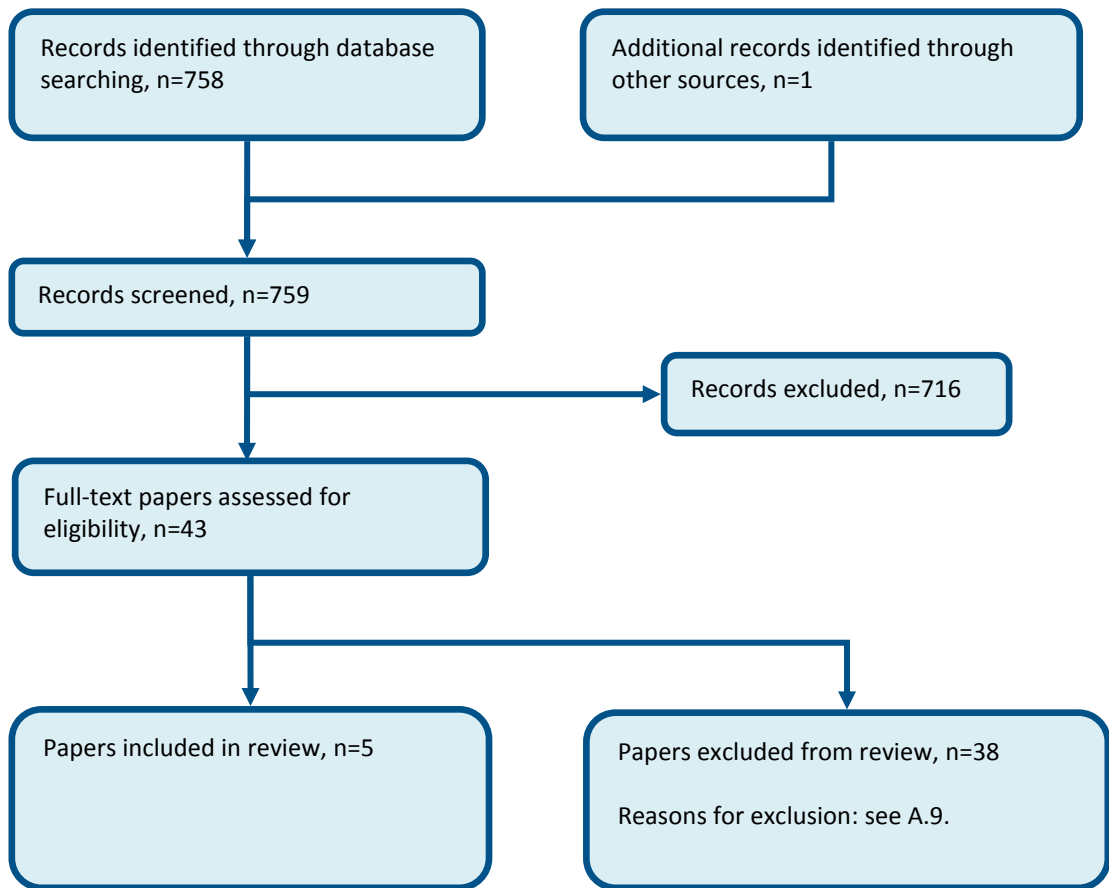 Records identified through database
searching, n=758
Additional records identified through
other sources, n=1
Records screened, n=759
Records excluded, n=716
Full-text papers assessed for
eligibility, n=43
Papers included in review, n=5
Papers excluded from review, n=38
Reasons for exclusion: see A.9.